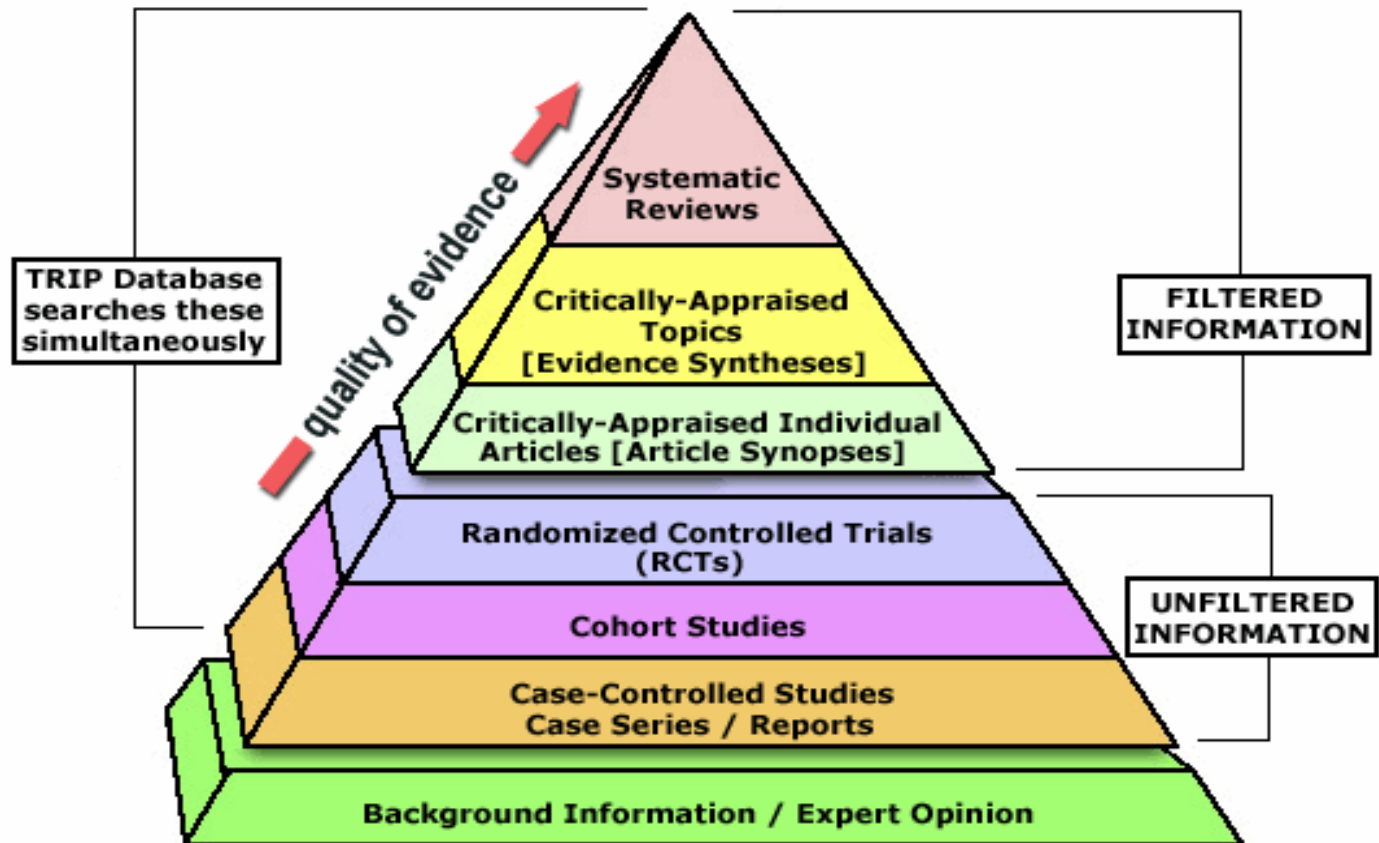 Systematic
Reviews
quality of evidence
TRIP Database
searches these
simultaneously
Critically-Appraised
Topics
[Evidence Syntheses]
FILTERED
INFORMATION
Critically-Appraised Individual
Articles [Article Synopses]
Randomized Controlled Trials
(RCTs)
UNFILTERED
INFORMATION
Cohort Studies
Case-Controlled Studies
Case Series / Reports
Background Information / Expert Opinion